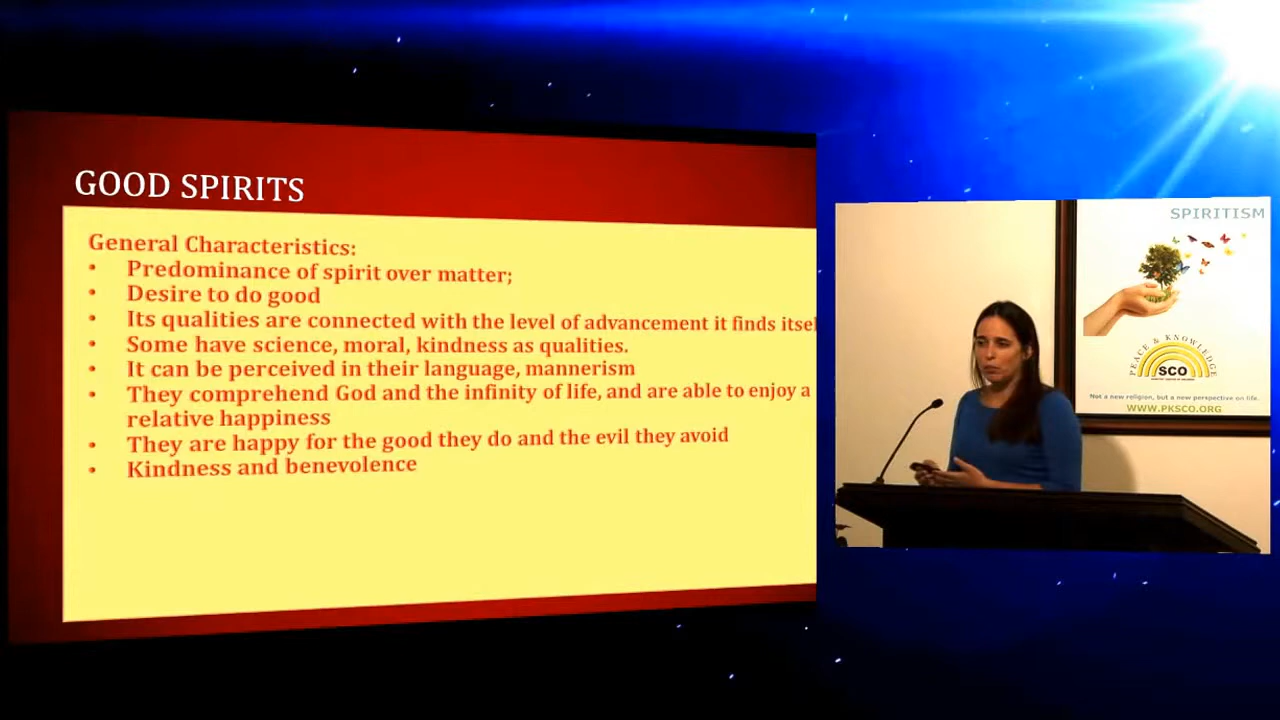 GOOD SPIRITS
General Characteristics:
• Predominance of spirit over matter;
• Desire to do good
• Its qualities are connected with the level of advancement it finds
• Some have science, moral, kindness as qualities.
• It can be perceived in their language, mannerism
• They comprehend God and the infinity of life, and are able to enjoy a
relative happiness
• They are happy for the good they do and the evil they avoid
• Kindness and benevolence
SPIRITISM
PEACE & KNOWLEDGE
SCO
Not a new religion, but a new perspective on life.
WWW.PKSCO.ORG